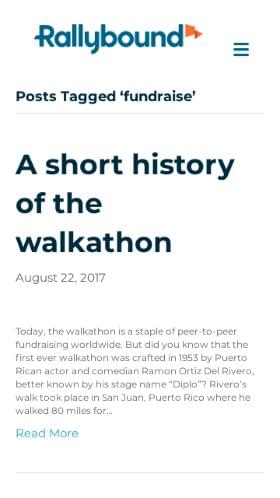 Rallybound
Posts Tagged ‘fundraise’
A short history
of the
walkathon
August 22, 2017
Today, the walkathon is a staple of peer-to-peer
fundraising worldwide. But did you know that the
first ever walkathon was crafted in 1953 by Puerto
Rican actor and comedian Ramon Ortiz Del Rivero,
better known by his stage name “Diplo”? Rivero’s
walk took place in San Juan, Puerto Rico where he
walked 80 miles for…
Read More